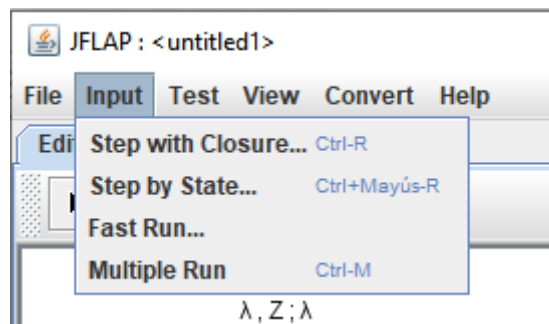 JFLAP : <untitled1>
File Input Test View Convert Help
Edi
Step with Closure... Ctrl-R
Step by State... Ctrl+Mayús-R
Fast Run...
Multiple Run Ctrl-M
λ , Z ; λ